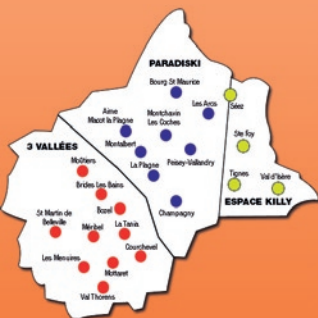 PARADISKI
Bourg St Maurice
Les Arcs
Séez
Aime
Macot la Plagne
Montchavin
Les Coches
Ste Foy
3 VALLÉES
Montalbert
Peisey-Vallandry
Moûtiers
La Plagne
Tignes
Val d'Isère
Brides Les Bains
ESPACE KILLY
Bozel
Champagny
St Martin de
Belleville
Méribel
La Tania
Courchevel
Les Menuires
Mottaret
Val Thorens